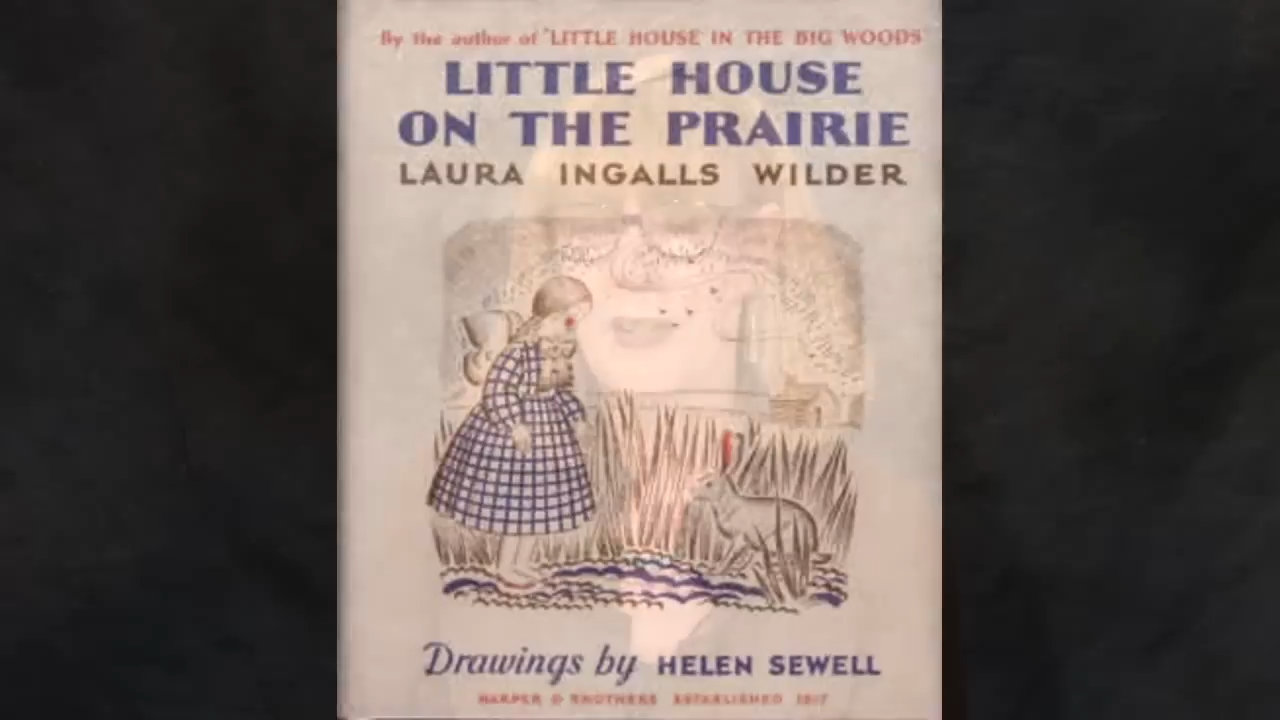 By the author of 'LITTLE HOUSE IN THE BIG WOODS
LITTLE HOUSE
ON THE PRAIRIE
LAURA INGALLS WILDER
Drawings by HELEN SEWELL
HARPER & BROTHERS ESTABLISHED 1817